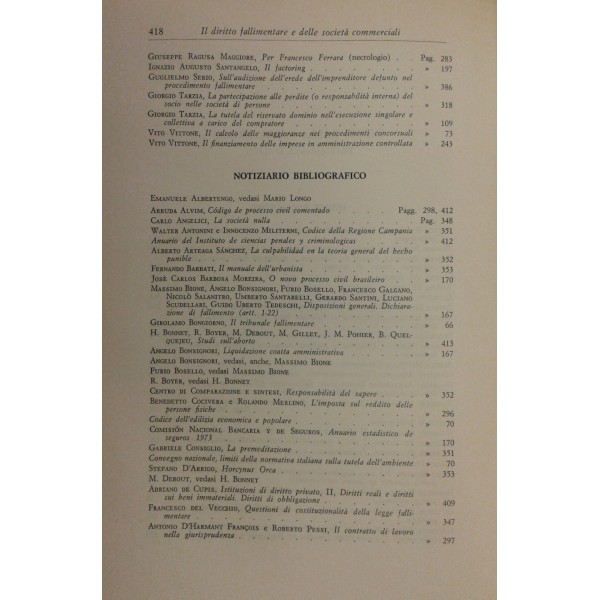 418 Il diritto fallimentare e delle società commerciali
GIUSEPPE RAGUSA MAGGIORE, Per Francesco Ferrara (necrologio) . Pag. 283
IGNAZIO AUGUSTO SANTANGELO, Il factoring . . . . . » 197
GUGLIELMO SERIO, Sull'audizione dell'erede dell'imprenditore defunto nel
procedimento fallimentare . . . . . » 386
GIORGIO TARZIA, La partecipazione alle perdite (o responsabilità interna) del
socio nelle società di persone . . . . . » 318
GIORGIO TARZIA, La tutela del riservato dominio nell'esecuzione singolare e
collettiva a carico del compratore . . . . . » 109
VITO VITTONE, Il calcolo delle maggioranze nei procedimenti concorsuali » 73
VITO VITTONE, Il finanziamento delle imprese in amministrazione controllata » 243
NOTIZIARIO BIBLIOGRAFICO
EMANUELE ALBERTENGO, vedasi MARIO LONGO
ARRUDA ALVIM, Código de processo civil comentado . . . . . Pagg. 298, 412
CARLO ANGELICI, La società nulla . . . . . Pag. 348
WALTER ANTONINI e INNOCENZO MILITERNI, Codice della Regione Campania » 351
Anuario del Instituto de ciencias penales y criminologicas . . . . . » 412
ALBERTO ARTEAGA SÁNCHEZ, La culpabilidad en la teoria general del hecho
punible . . . . . » 352
FERNANDO BARBATI, Il manuale dell'urbanista . . . . . » 353
JOSÉ CARLOS BARBOSA MOREIRA, O novo processo civil brasileiro . . » 170
MASSIMO BIONE, ANGELO BONSIGNORI, FURIO BOSELLO, FRANCESCO GALGANO,
NICOLÒ SALANITRO, UMBERTO SANTARELLI, GERARDO SANTINI, LUCIANO
SCUDELLARI, GUIDO UBERTO TEDESCHI, Disposizioni generali. Dichiara-
zione di fallimento (artt. 1-22) . . . . . » 167
GIROLAMO BONGIORNO, Il tribunale fallimentare . . . . . » 66
H. BONNET, R. BOYER, M. DEBOUT, M. GILLET, J. M. POHIER, B. QUEL-
QUEJEU, Studi sull'aborto . . . . . » 413
ANGELO BONSIGNORI, Liquidazione coatta amministrativa . . . . . » 167
ANGELO BONSIGNORI, vedasi, anche, MASSIMO BIONE
FURIO BOSELLO, vedasi MASSIMO BIONE
R. BOYER, vedasi H. BONNET
CENTRO DI COMPARAZIONE E SINTESI, Responsabilità del sapere . . » 352
BENEDETTO COCIVERA e ROLANDO MERLINO, L'imposta sul reddito delle
persone fisiche . . . . . » 296
Codice dell'edilizia economica e popolare . . . . . » 70
COMISIÓN NACIONAL BANCARIA Y DE SEGUROS, Anuario estadistico de
seguros 1973 . . . . . » 170
GABRIELE CONSIGLIO, La premeditazione . . . . . » 351
Convegno nazionale, limiti della normativa italiana sulla tutela dell'ambiente » 70
STEFANO D'ARRIGO, Horcynus Orca . . . . . » 353
M. DEBOUT, vedasi H. BONNET
ADRIANO DE CUPIS, Istituzioni di diritto privato, II, Diritti reali e diritti
sui beni immateriali. Diritti di obbligazione . . . . . » 409
FRANCESCO DEL VECCHIO, Questioni di costituzionalità della legge falli-
mentare . . . . . » 347
ANTONIO D'HARMANT FRANÇOIS e ROBERTO PESSI, Il contratto di lavoro
nella giurisprudenza . . . . . » 297